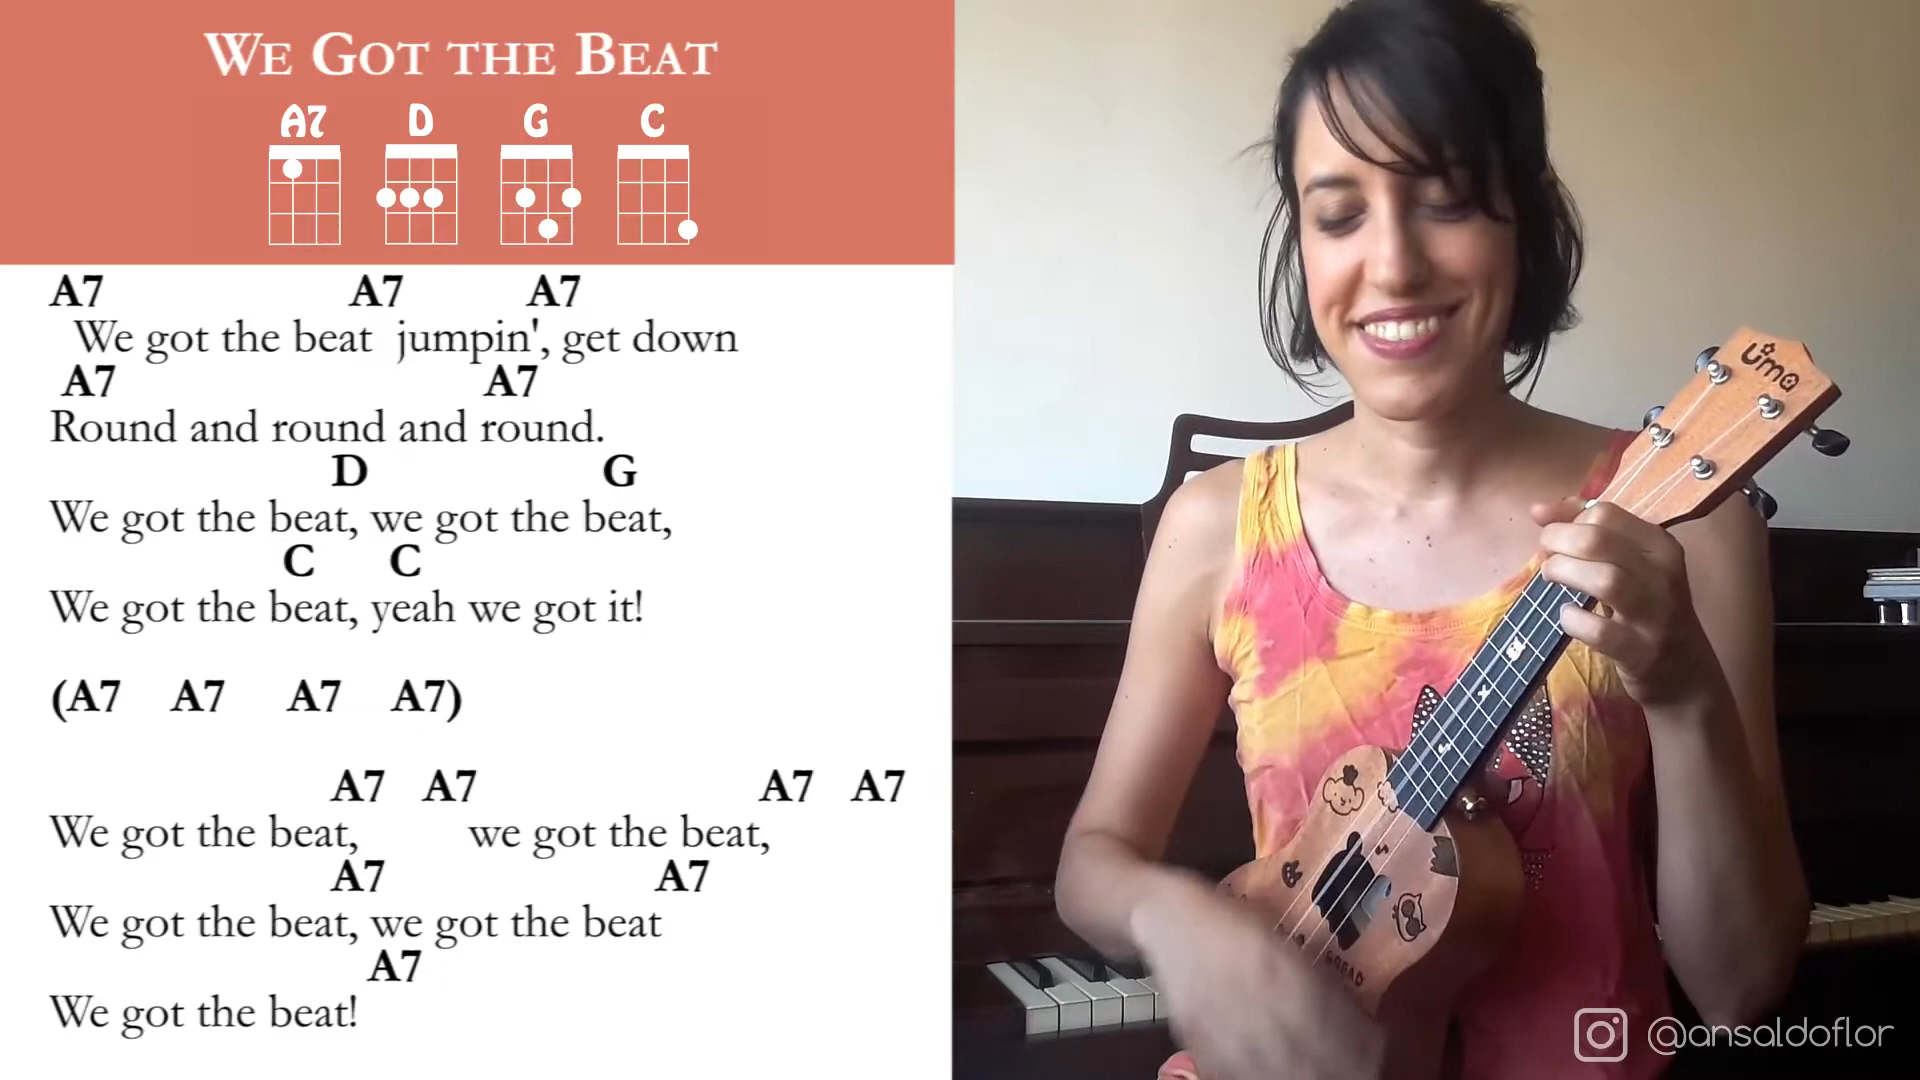 WE GOT THE BEAT
A7 D G C
A7 A7 A7
We got the beat jumpin', get down
A7 A7
Round and round and round.
D G
We got the beat, we got the beat,
C C
We got the beat, yeah we got it!
(A7 A7 A7 A7)
A7 A7 A7 A7
We got the beat, we got the beat,
A7 A7
We got the beat, we got the beat
A7
We got the beat!
uma
BREAD
@ansaldoflor